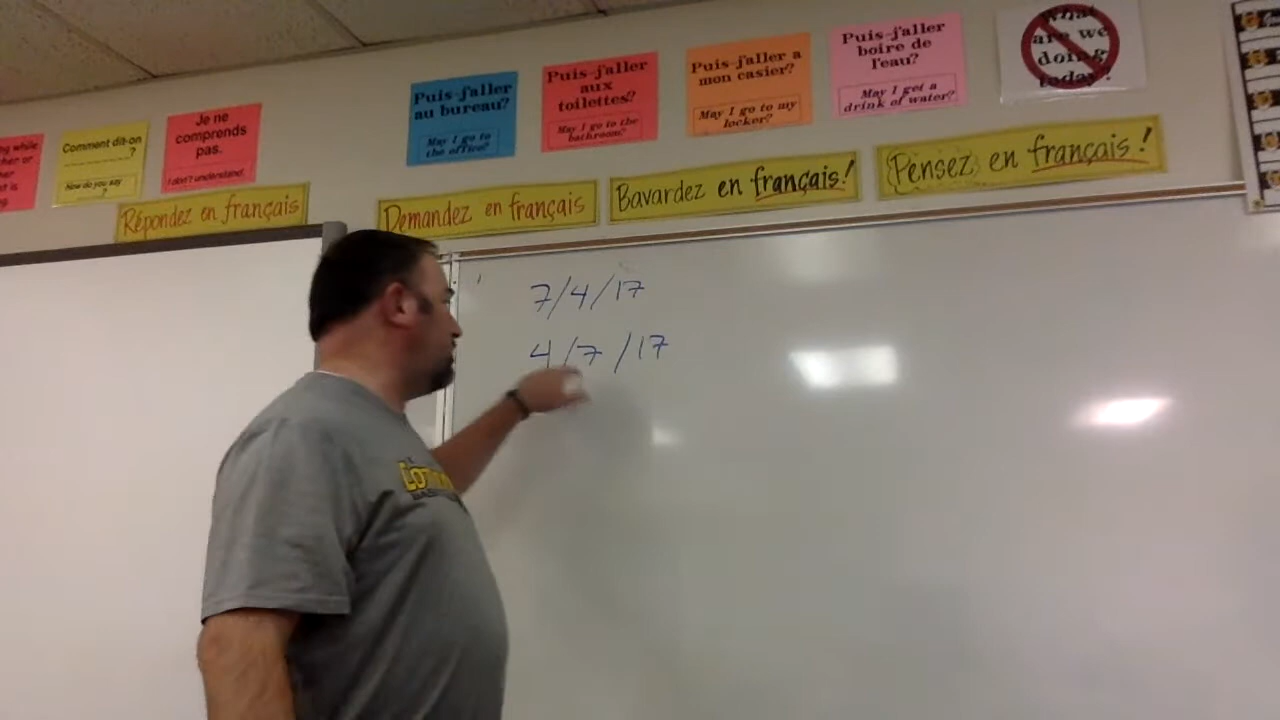 Comment dit-on
?
How do you say
?
Je ne
comprends
pas.
I don't understand.
Puis-j'aller
au bureau?
May I go to
the office?
Puis-j'aller
aux
toilettes?
May I go to the
bathroom?
Puis-j'aller a
mon casier?
May I go to my
locker?
Puis-j'aller
boire de
l'eau?
May I get a
drink of water?
What
are we
doing
today?
Répondez en français
Demandez en français
Bavardez en français!
Pensez en français!
7/4/17
4/7/17